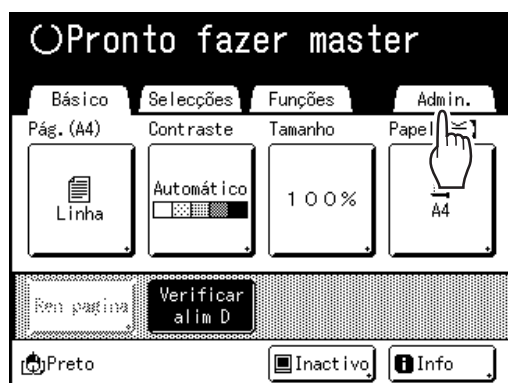 Pronto fazer master
Básico Selecções Funções Admin.
Pág.(A4) Contraste Tamanho Papel
Linha Automático 100% A4
Ren pagina Verificar alim D
Preto Inactivo Info